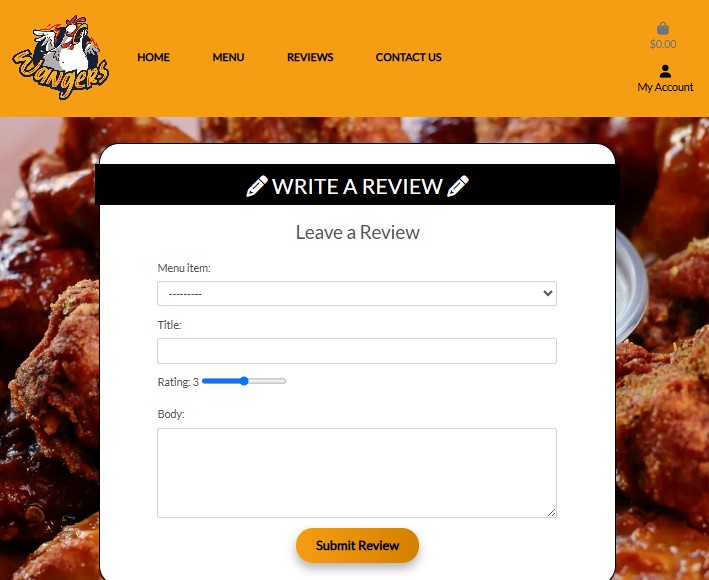 Wangers
HOME MENU REVIEWS CONTACT US
$0.00
My Account
WRITE A REVIEW
Leave a Review
Menu item:
---------
Title:
Rating: 3
Body:
Submit Review